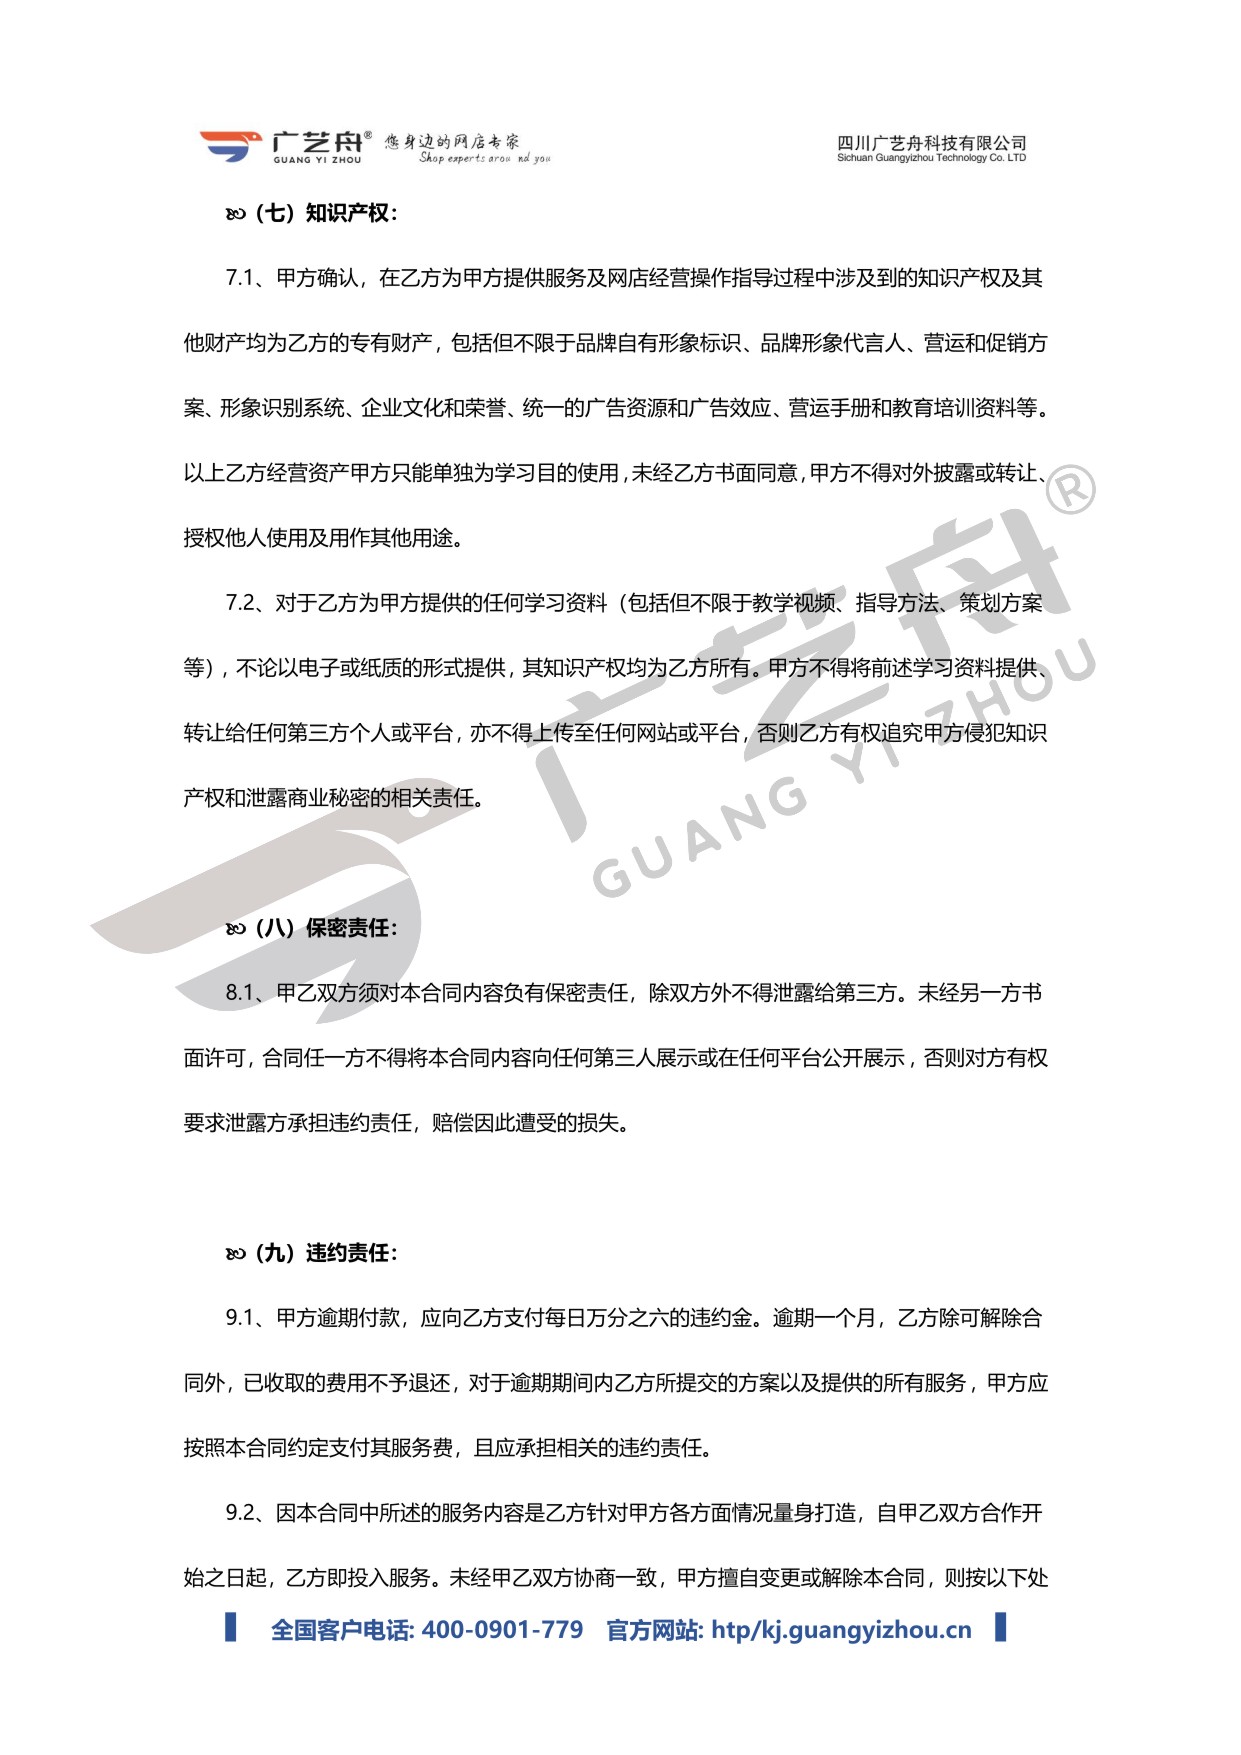 广艺舟® 您身边的网店专家 四川广艺舟科技有限公司
GUANG YI ZHOU Shop experts arou nd you Sichuan Guangyizhou Technology Co. LTD
（七）知识产权：
7.1、甲方确认，在乙方为甲方提供服务及网店经营操作指导过程中涉及到的知识产权及其
他财产均为乙方的专有财产，包括但不限于品牌自有形象标识、品牌形象代言人、营运和促销方
案、形象识别系统、企业文化和荣誉、统一的广告资源和广告效应、营运手册和教育培训资料等。
以上乙方经营资产甲方只能单独为学习目的使用，未经乙方书面同意，甲方不得对外披露或转让、
授权他人使用及用作其他用途。
7.2、对于乙方为甲方提供的任何学习资料（包括但不限于教学视频、指导方法、策划方案
等），不论以电子或纸质的形式提供，其知识产权均为乙方所有。甲方不得将前述学习资料提供、
转让给任何第三方个人或平台，亦不得上传至任何网站或平台，否则乙方有权追究甲方侵犯知识
产权和泄露商业秘密的相关责任。
广艺舟®
GUANG YI ZHOU
（八）保密责任：
8.1、甲乙双方须对本合同内容负有保密责任，除双方外不得泄露给第三方。未经另一方书
面许可，合同任一方不得将本合同内容向任何第三人展示或在任何平台公开展示，否则对方有权
要求泄露方承担违约责任，赔偿因此遭受的损失。
（九）违约责任：
9.1、甲方逾期付款，应向乙方支付每日万分之六的违约金。逾期一个月，乙方除可解除合
同外，已收取的费用不予退还，对于逾期期间内乙方所提交的方案以及提供的所有服务，甲方应
按照本合同约定支付其服务费，且应承担相关的违约责任。
9.2、因本合同中所述的服务内容是乙方针对甲方各方面情况量身打造，自甲乙双方合作开
始之日起，乙方即投入服务。未经甲乙双方协商一致，甲方擅自变更或解除本合同，则按以下处
全国客户电话: 400-0901-779 官方网站: htp/kj.guangyizhou.cn